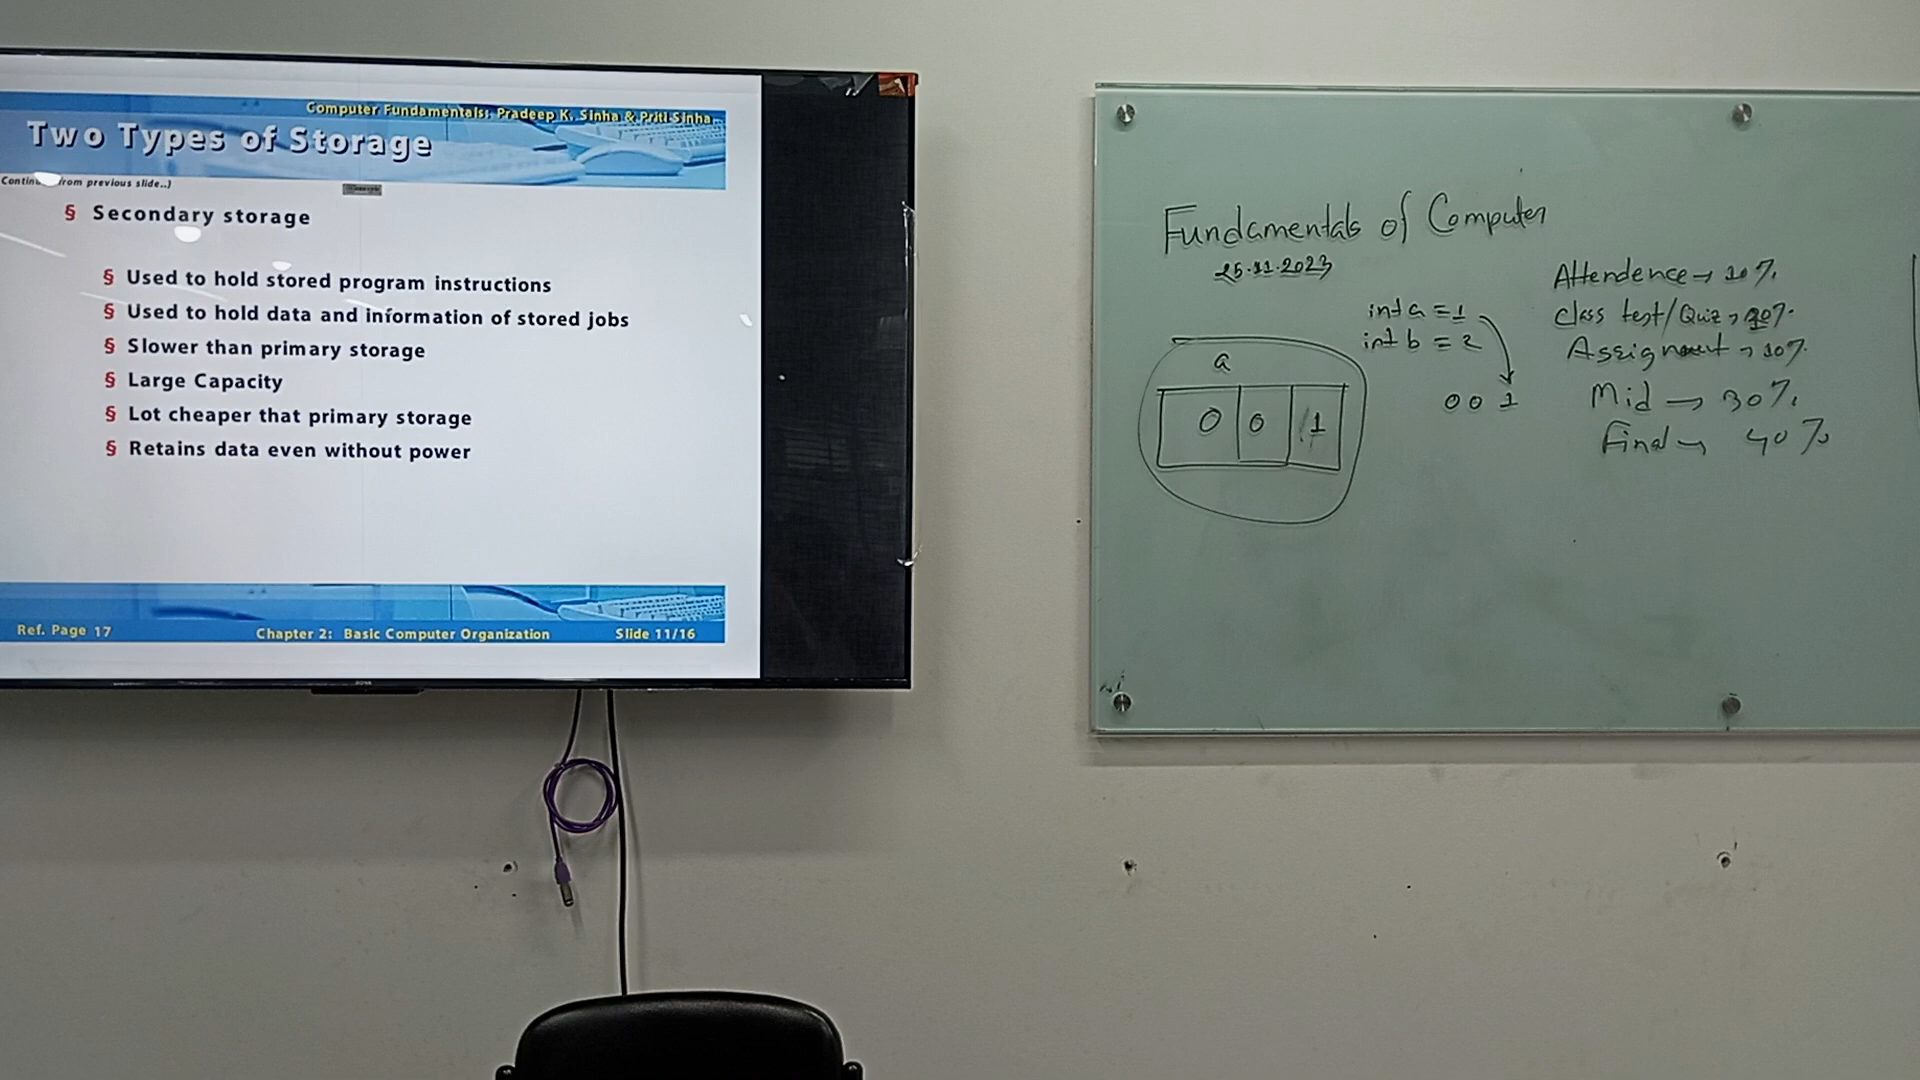 Computer Fundamentals: Pradeep K. Sinha & Priti Sinha
Two Types of Storage
from previous slide..)
§ Secondary storage
§ Used to hold stored program instructions
§ Used to hold data and information of stored jobs
§ Slower than primary storage
§ Large Capacity
§ Lot cheaper that primary storage
§ Retains data even without power
Ref. Page 17
Chapter 2: Basic Computer Organization
Slide 11/16
Fundamentals of Computer
25.11.2023
int a = 1
int b = 2
a
0 0 1
0 0 1
Attendence → 10%
Class test/Quiz → 10%
Assignment → 10%
Mid → 30%
Final → 40%